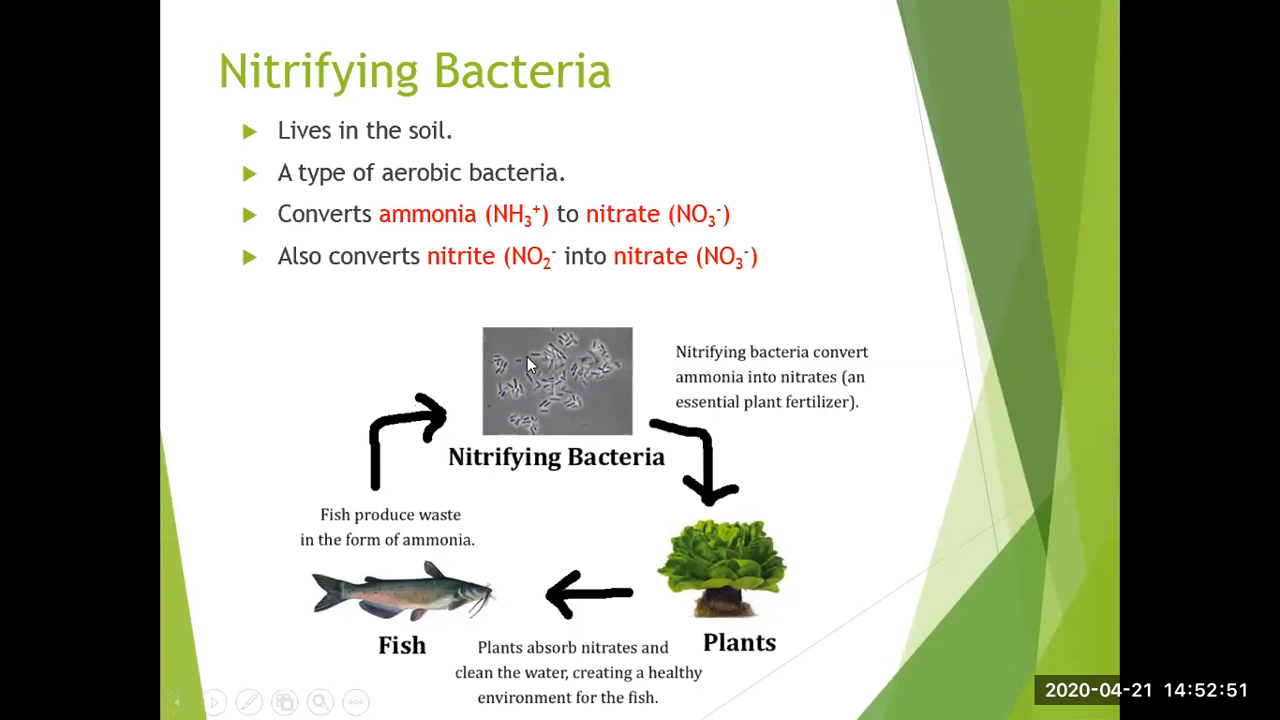 Nitrifying Bacteria
Lives in the soil.
A type of aerobic bacteria.
Converts ammonia (NH₃⁺) to nitrate (NO₃⁻)
Also converts nitrite (NO₂⁻ into nitrate (NO₃⁻)
Nitrifying bacteria convert
ammonia into nitrates (an
essential plant fertilizer).
Nitrifying Bacteria
Fish produce waste
in the form of ammonia.
Fish
Plants
Plants absorb nitrates and
clean the water, creating a healthy
environment for the fish.
2020-04-21 14:52:51